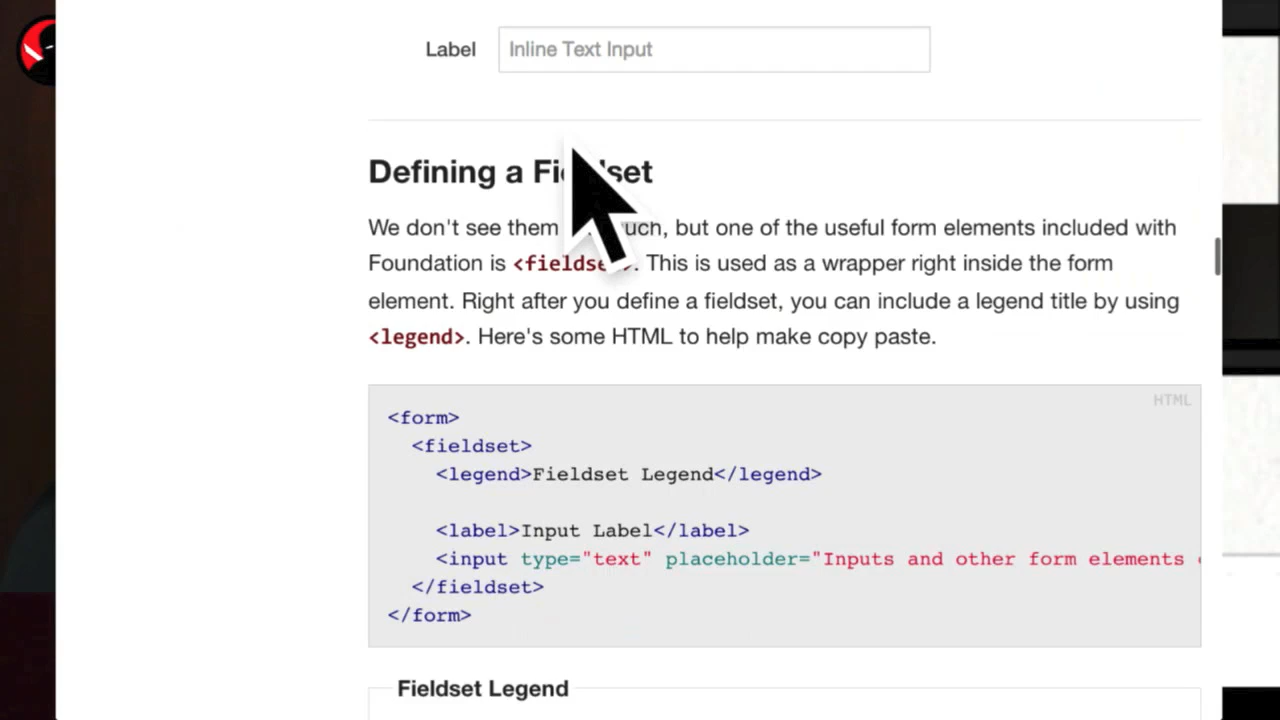 Label Inline Text Input
Defining a Fieldset
We don't see them uch, but one of the useful form elements included with
Foundation is <fieldse>. This is used as a wrapper right inside the form
element. Right after you define a fieldset, you can include a legend title by using
<legend>. Here's some HTML to help make copy paste.
HTML
<form>
<fieldset>
<legend>Fieldset Legend</legend>
<label>Input Label</label>
<input type="text" placeholder="Inputs and other form elements
</fieldset>
</form>
Fieldset Legend